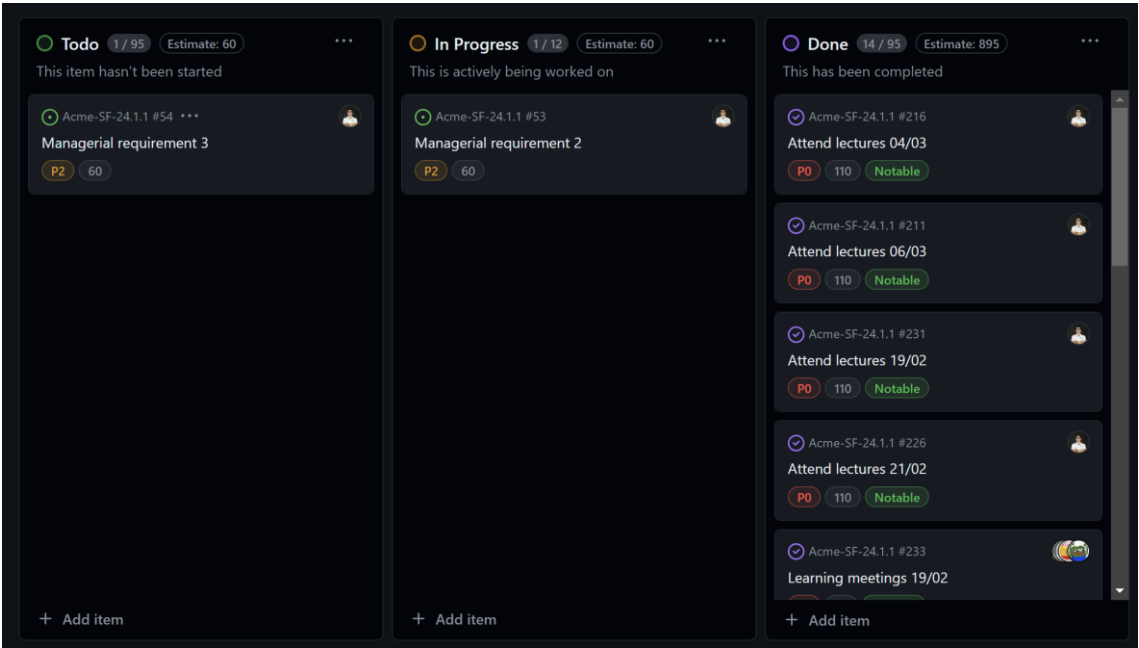 Todo 1 / 95 Estimate: 60 ···
This item hasn't been started
Acme-SF-24.1.1 #54 ···
Managerial requirement 3
P2 60
+ Add item
In Progress 1 / 12 Estimate: 60 ···
This is actively being worked on
Acme-SF-24.1.1 #53
Managerial requirement 2
P2 60
+ Add item
Done 14 / 95 Estimate: 895 ···
This has been completed
Acme-SF-24.1.1 #216
Attend lectures 04/03
P0 110 Notable
Acme-SF-24.1.1 #211
Attend lectures 06/03
P0 110 Notable
Acme-SF-24.1.1 #231
Attend lectures 19/02
P0 110 Notable
Acme-SF-24.1.1 #226
Attend lectures 21/02
P0 110 Notable
Acme-SF-24.1.1 #233
Learning meetings 19/02
+ Add item